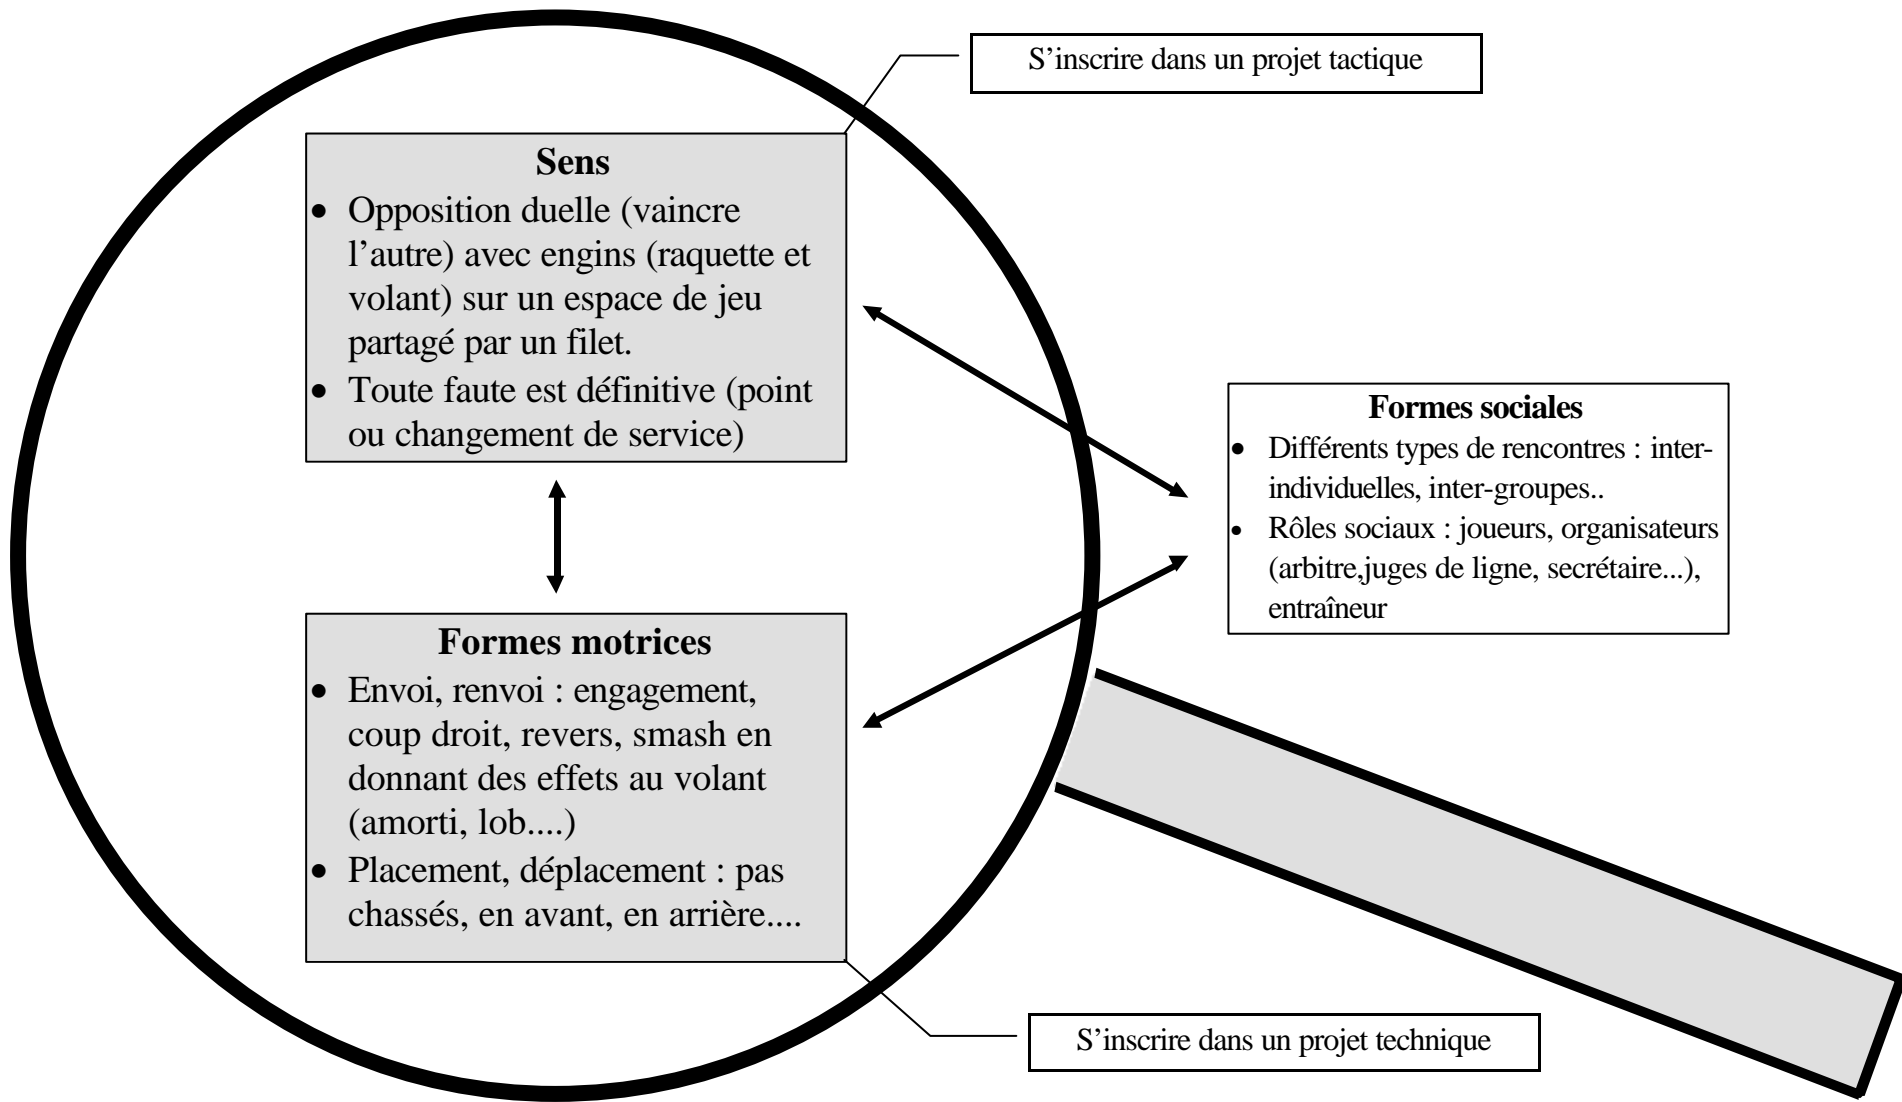 S’inscrire dans un projet tactique
Sens
• Opposition duelle (vaincre
l’autre) avec engins (raquette et
volant) sur un espace de jeu
partagé par un filet.
• Toute faute est définitive (point
ou changement de service)
Formes sociales
• Différents types de rencontres : inter-
individuelles, inter-groupes..
• Rôles sociaux : joueurs, organisateurs
(arbitre,juges de ligne, secrétaire...),
entraîneur
Formes motrices
• Envoi, renvoi : engagement,
coup droit, revers, smash en
donnant des effets au volant
(amorti, lob....)
• Placement, déplacement : pas
chassés, en avant, en arrière....
S’inscrire dans un projet technique